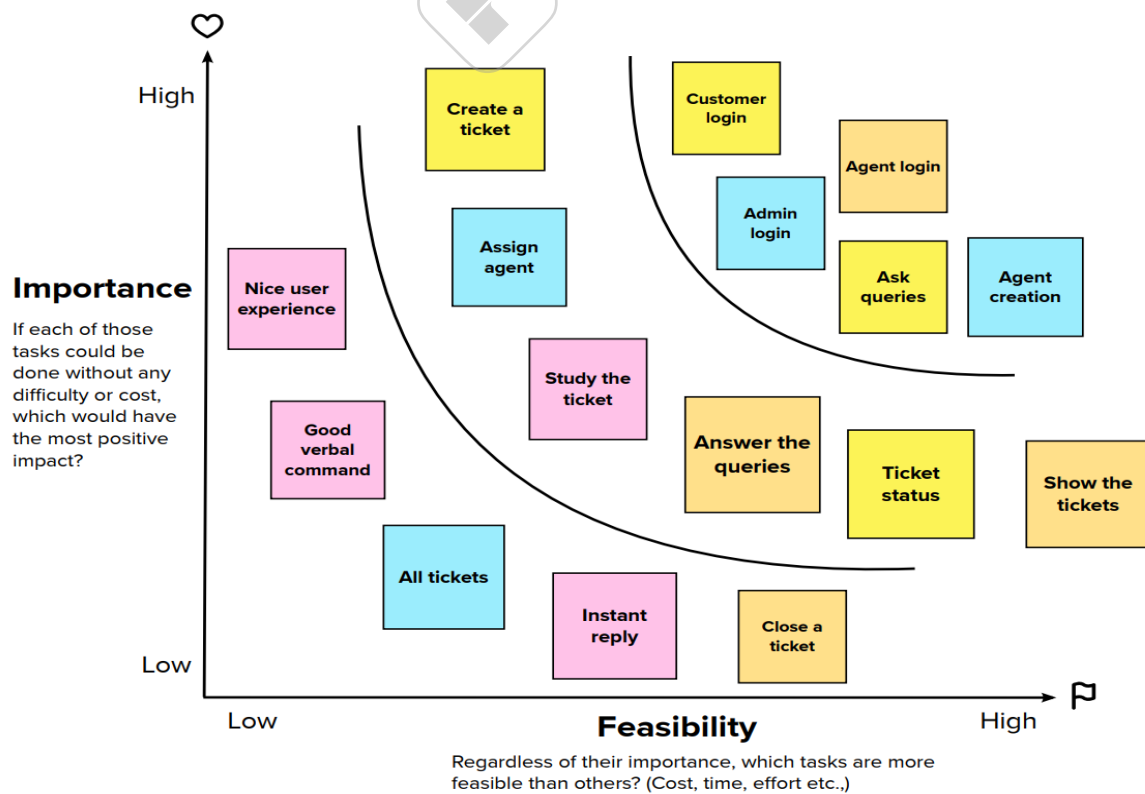 High
Create a
ticket
Customer
login
Agent login
Admin
login
Assign
agent
Ask
queries
Agent
creation
Nice user
experience
Importance
If each of those
tasks could be
done without any
difficulty or cost,
which would have
the most positive
impact?
Study the
ticket
Good
verbal
command
Answer the
queries
Ticket
status
Show the
tickets
All tickets
Instant
reply
Close a
ticket
Low
Low
Feasibility
High
Regardless of their importance, which tasks are more
feasible than others? (Cost, time, effort etc.,)